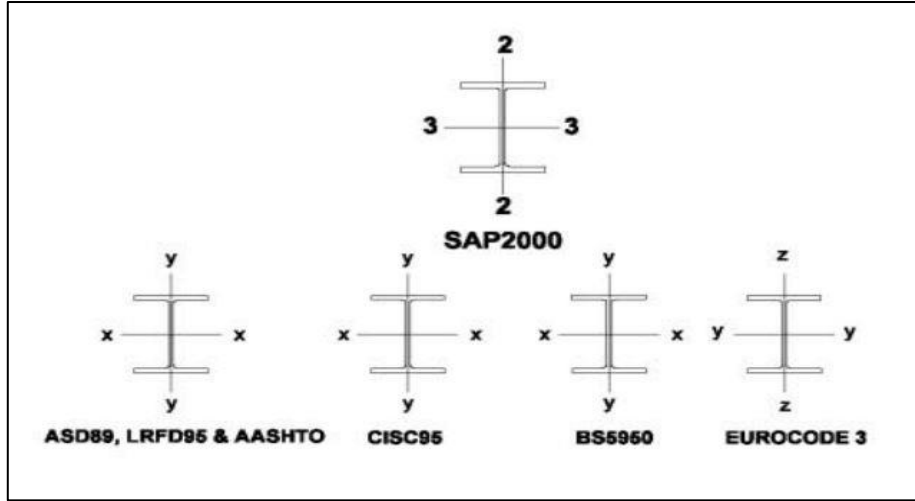 2
3 3
2
SAP2000
y y y z
x x x x x x y y
y y y z
ASD89, LRFD95 & AASHTO CISC95 BS5950 EUROCODE 3